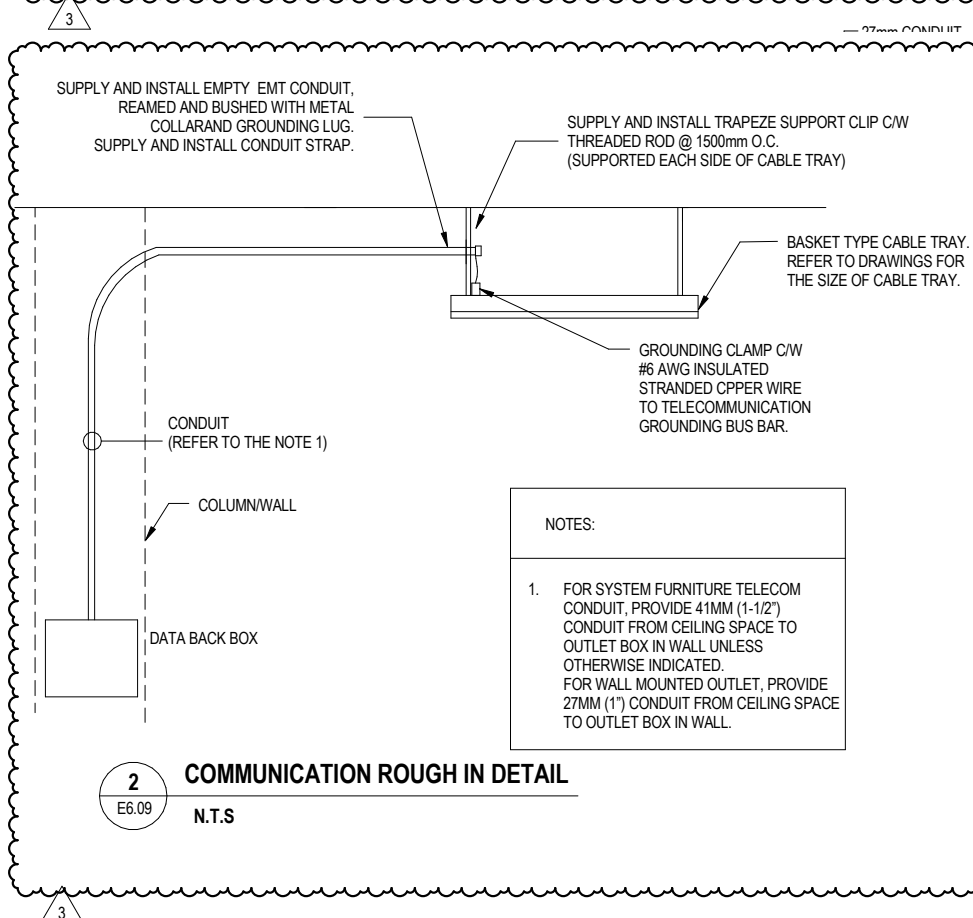 3
SUPPLY AND INSTALL EMPTY EMT CONDUIT,
REAMED AND BUSHED WITH METAL
COLLARAND GROUNDING LUG.
SUPPLY AND INSTALL CONDUIT STRAP.
27mm CONDUIT
SUPPLY AND INSTALL TRAPEZE SUPPORT CLIP C/W
THREADED ROD @ 1500mm O.C.
(SUPPORTED EACH SIDE OF CABLE TRAY)
BASKET TYPE CABLE TRAY.
REFER TO DRAWINGS FOR
THE SIZE OF CABLE TRAY.
GROUNDING CLAMP C/W
#6 AWG INSULATED
STRANDED CPPER WIRE
TO TELECOMMUNICATION
GROUNDING BUS BAR.
CONDUIT
(REFER TO THE NOTE 1)
COLUMN/WALL
DATA BACK BOX
NOTES:
1. FOR SYSTEM FURNITURE TELECOM
CONDUIT, PROVIDE 41MM (1-1/2")
CONDUIT FROM CEILING SPACE TO
OUTLET BOX IN WALL UNLESS
OTHERWISE INDICATED.
FOR WALL MOUNTED OUTLET, PROVIDE
27MM (1") CONDUIT FROM CEILING SPACE
TO OUTLET BOX IN WALL.
2
E6.09
COMMUNICATION ROUGH IN DETAIL
N.T.S
3